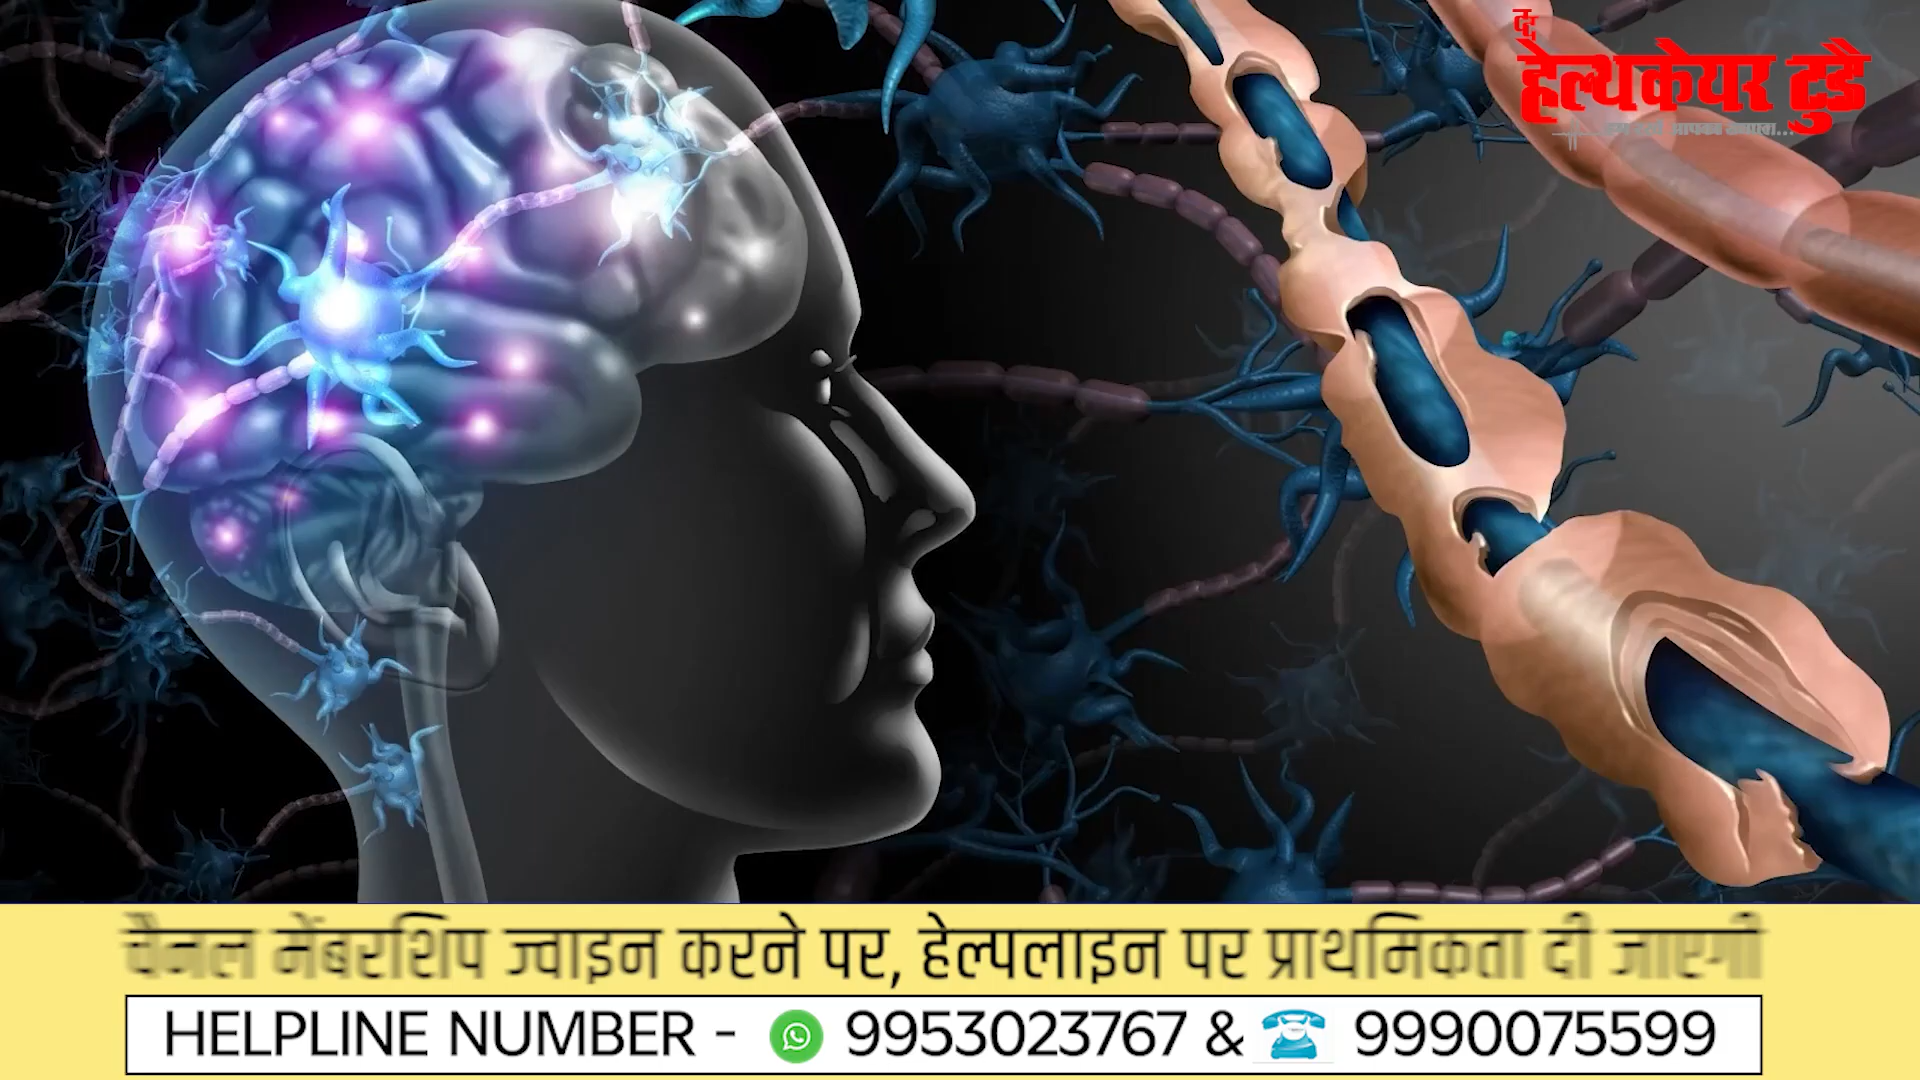 द
हेल्थकेयर टुडै
चैनल मेंबरशिप ज्वाइन करने पर, हेल्पलाइन पर प्राथमिकता दी जाएगी
HELPLINE NUMBER - 9953023767 & 9990075599